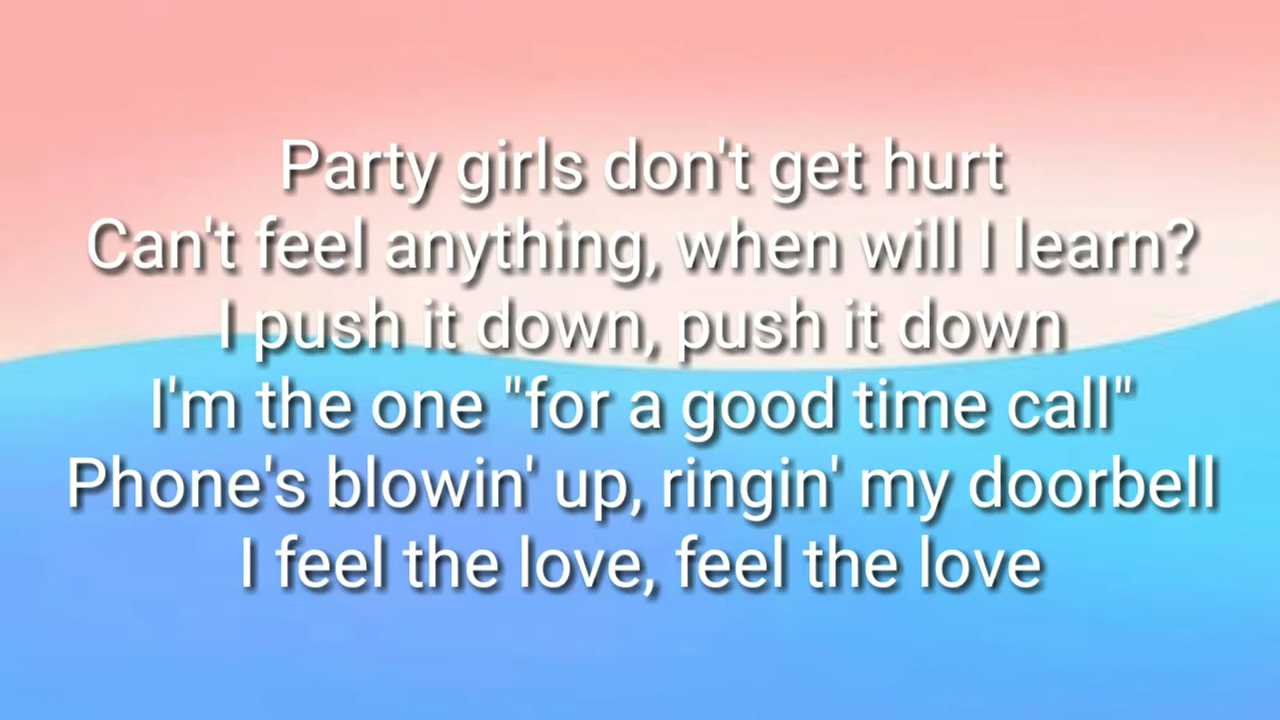 Party girls don't get hurt
Can't feel anything, when will I learn?
I push it down, push it down
I'm the one "for a good time call"
Phone's blowin' up, ringin' my doorbell
I feel the love, feel the love